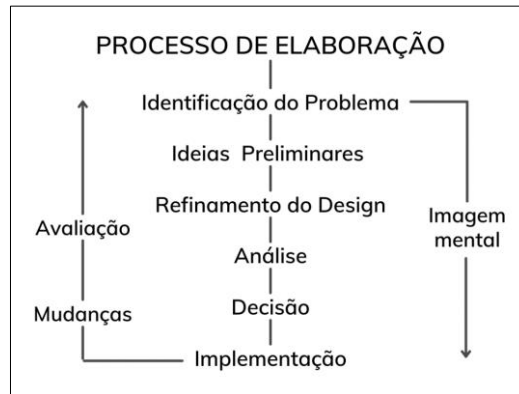 PROCESSO DE ELABORAÇÃO
Identificação do Problema
Ideias Preliminares
Refinamento do Design
Análise
Decisão
Implementação
Avaliação
Mudanças
Imagem
mental